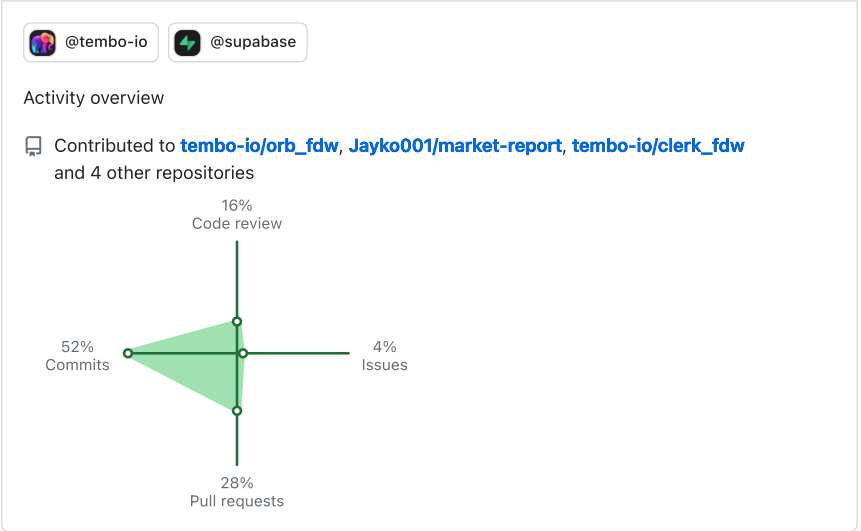 @tembo-io @supabase
Activity overview
Contributed to tembo-io/orb_fdw, Jayko001/market-report, tembo-io/clerk_fdw
and 4 other repositories
16%
Code review
52%
Commits
4%
Issues
28%
Pull requests